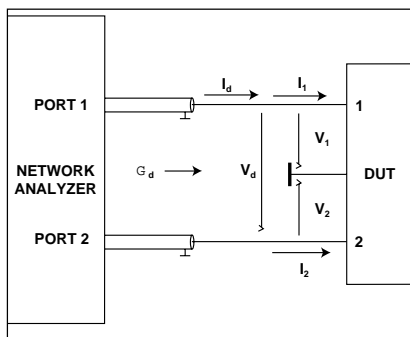 I_d
I_1
PORT 1
1
V_1
NETWORK
ANALYZER
G_d
V_d
DUT
V_2
PORT 2
2
I_2